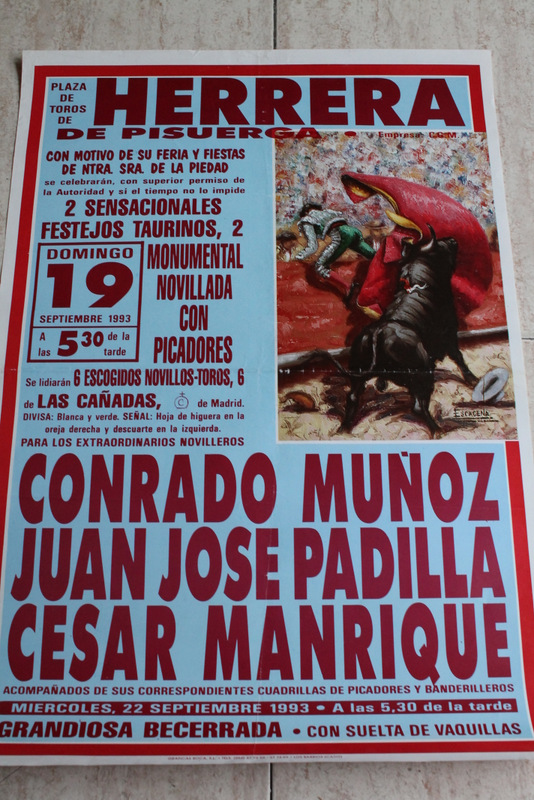 PLAZA
DE
TOROS
DE
HERRERA
DE PISUERGA • Empresa: C.G.M.
CON MOTIVO DE SU FERIA Y FIESTAS
DE NTRA. SRA. DE LA PIEDAD
se celebrarán, con superior permiso de
la Autoridad y si el tiempo no lo impide
2 SENSACIONALES
FESTEJOS TAURINOS, 2
DOMINGO
19
SEPTIEMBRE 1993
A las 5,30 de la tarde
MONUMENTAL
NOVILLADA
CON
PICADORES
Se lidiarán 6 ESCOGIDOS NOVILLOS-TOROS, 6
de LAS CAÑADAS, de Madrid.
DIVISA: Blanca y verde. SEÑAL: Hoja de higuera en la
oreja derecha y descuarte en la izquierda.
PARA LOS EXTRAORDINARIOS NOVILLEROS
ESTACENA
CONRADO MUÑOZ
JUAN JOSE PADILLA
CESAR MANRIQUE
ACOMPAÑADOS DE SUS CORRESPONDIENTES CUADRILLAS DE PICADORES Y BANDERILLEROS
MIERCOLES, 22 SEPTIEMBRE 1993 • A las 5,30 de la tarde
GRANDIOSA BECERRADA • CON SUELTA DE VAQUILLAS